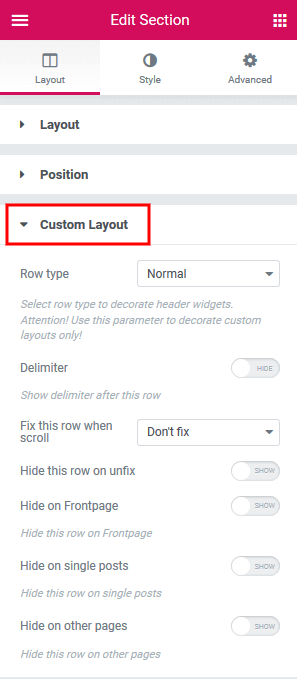 Edit Section
Layout Style Advanced
Layout
Position
Custom Layout
Row type Normal
Select row type to decorate header widgets.
Attention! Use this parameter to decorate custom
layouts only!
Delimiter HIDE
Show delimiter after this row
Fix this row when
scroll Don't fix
Hide this row on unfix SHOW
Hide on Frontpage SHOW
Hide this row on Frontpage
Hide on single posts SHOW
Hide this row on single posts
Hide on other pages SHOW
Hide this row on other pages